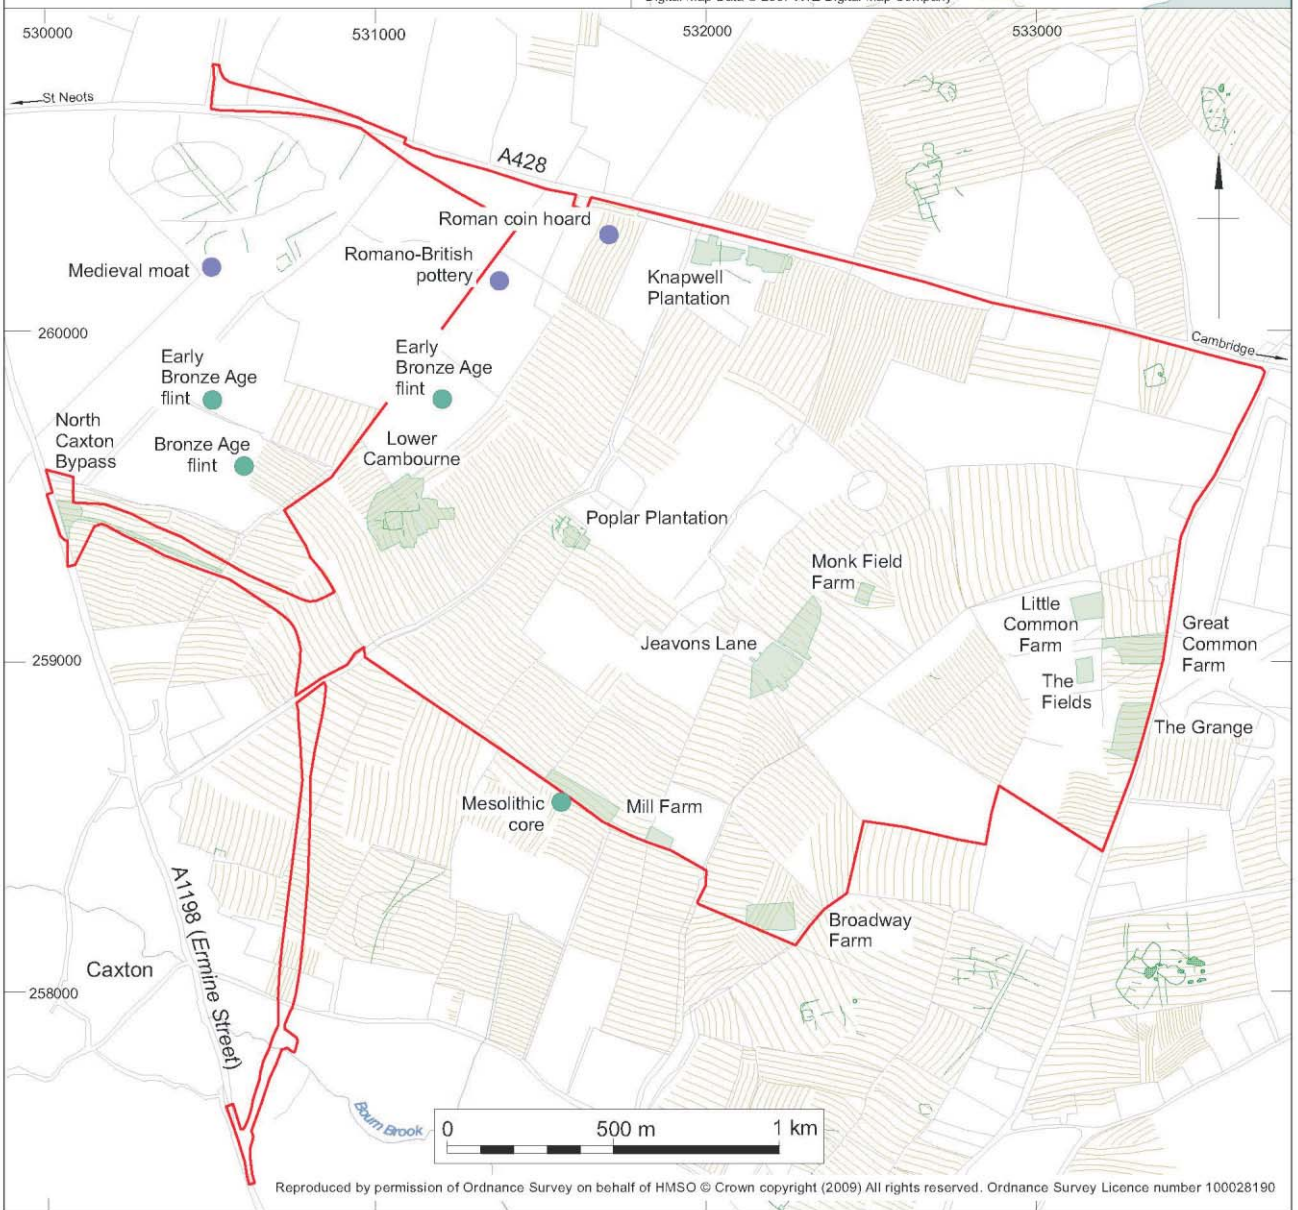 530000
531000
532000
533000
St Neots
A428
Roman coin hoard
Romano-British
pottery
Medieval moat
Knapwell
Plantation
260000
Cambridge
Early
Bronze Age
flint
Early
Bronze Age
flint
North
Caxton
Bypass
Bronze Age
flint
Lower
Cambourne
Poplar Plantation
Monk Field
Farm
Little
Common
Farm
Great
Common
Farm
Jeavons Lane
259000
The
Fields
The Grange
Mesolithic
core
Mill Farm
A1198 (Ermine Street)
Broadway
Farm
Caxton
258000
Bourn Brook
0
500 m
1 km
Reproduced by permission of Ordnance Survey on behalf of HMSO © Crown copyright (2009) All rights reserved. Ordnance Survey Licence number 100028190